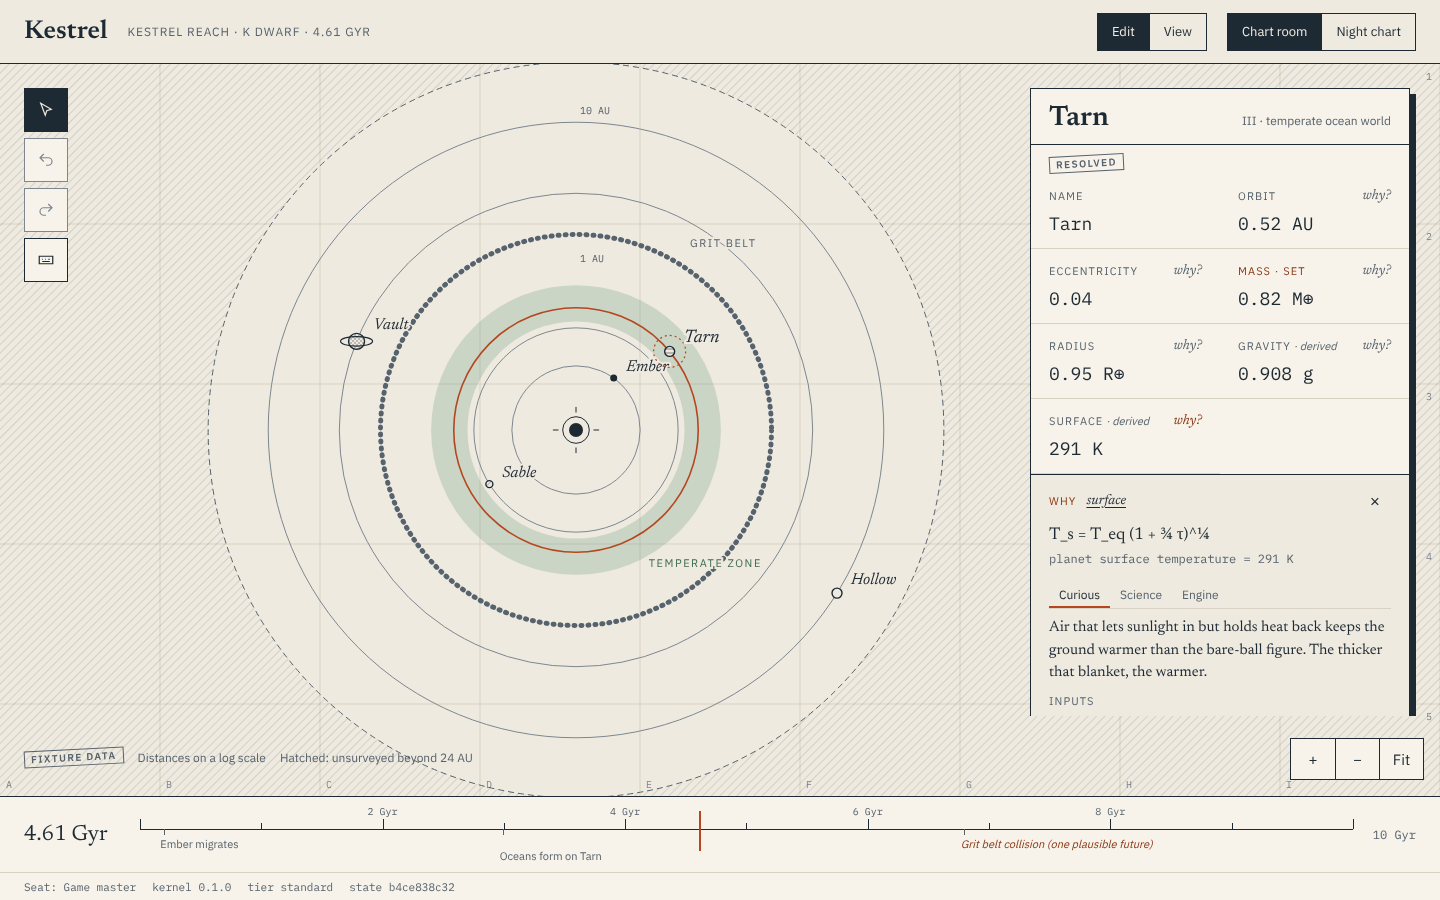 Kestrel
KESTREL REACH · K DWARF · 4.61 GYR
Edit
View
Chart room
Night chart
1
2
3
4
5
10 AU
GRIT BELT
1 AU
Vault
Tarn
Ember
Sable
TEMPERATE ZONE
Hollow
Tarn
III · temperate ocean world
RESOLVED
NAME
Tarn
ORBIT
why?
0.52 AU
ECCENTRICITY
why?
0.04
MASS · SET
why?
0.82 M⊕
RADIUS
why?
0.95 R⊕
GRAVITY · derived
why?
0.908 g
SURFACE · derived
why?
291 K
WHY surface
×
T_s = T_eq (1 + ¾ τ)^¼
planet surface temperature = 291 K
Curious
Science
Engine
Air that lets sunlight in but holds heat back keeps the
ground warmer than the bare-ball figure. The thicker
that blanket, the warmer.
INPUTS
FIXTURE DATA
Distances on a log scale
Hatched: unsurveyed beyond 24 AU
+
−
Fit
A
B
C
D
E
F
G
H
I
4.61 Gyr
2 Gyr
4 Gyr
6 Gyr
8 Gyr
10 Gyr
Ember migrates
Oceans form on Tarn
Grit belt collision (one plausible future)
Seat: Game master
kernel 0.1.0
tier standard
state b4ce838c32